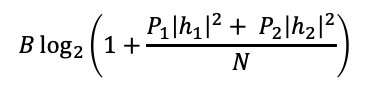 B log₂ (1 + (P₁|h₁|² + P₂|h₂|²) / N)